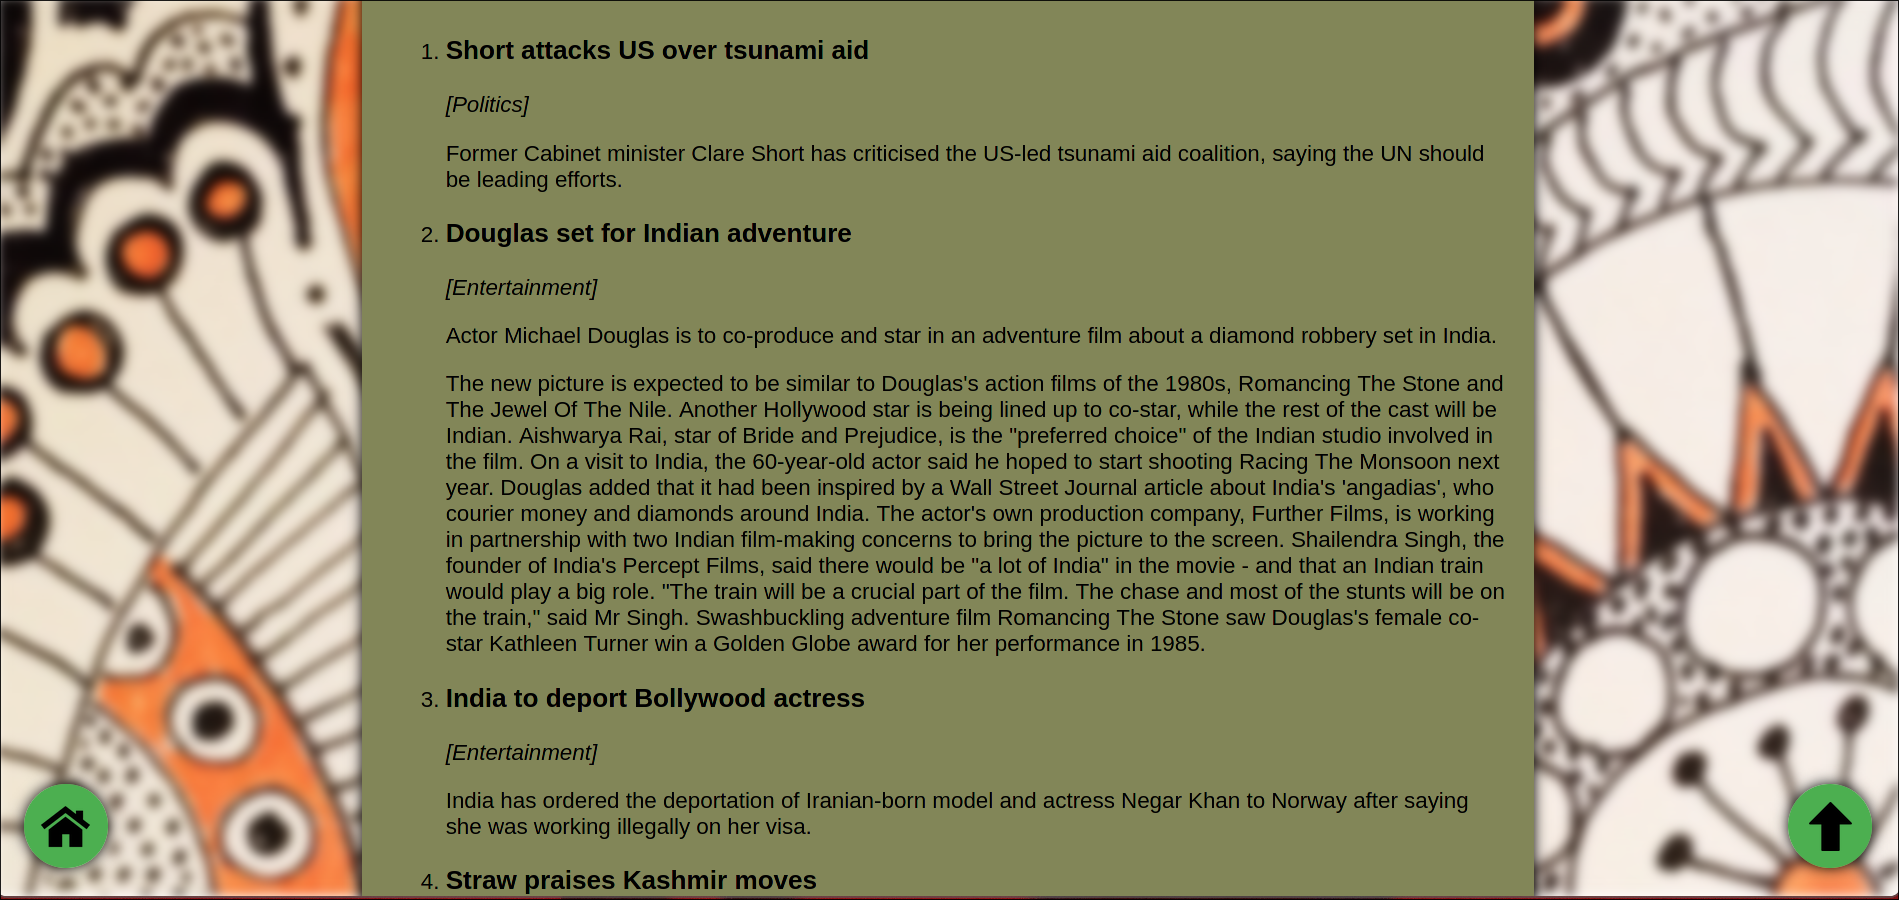 1. Short attacks US over tsunami aid
[Politics]
Former Cabinet minister Clare Short has criticised the US-led tsunami aid coalition, saying the UN should
be leading efforts.
2. Douglas set for Indian adventure
[Entertainment]
Actor Michael Douglas is to co-produce and star in an adventure film about a diamond robbery set in India.
The new picture is expected to be similar to Douglas's action films of the 1980s, Romancing The Stone and
The Jewel Of The Nile. Another Hollywood star is being lined up to co-star, while the rest of the cast will be
Indian. Aishwarya Rai, star of Bride and Prejudice, is the "preferred choice" of the Indian studio involved in
the film. On a visit to India, the 60-year-old actor said he hoped to start shooting Racing The Monsoon next
year. Douglas added that it had been inspired by a Wall Street Journal article about India's 'angadias', who
courier money and diamonds around India. The actor's own production company, Further Films, is working
in partnership with two Indian film-making concerns to bring the picture to the screen. Shailendra Singh, the
founder of India's Percept Films, said there would be "a lot of India" in the movie - and that an Indian train
would play a big role. "The train will be a crucial part of the film. The chase and most of the stunts will be on
the train," said Mr Singh. Swashbuckling adventure film Romancing The Stone saw Douglas's female co-
star Kathleen Turner win a Golden Globe award for her performance in 1985.
3. India to deport Bollywood actress
[Entertainment]
India has ordered the deportation of Iranian-born model and actress Negar Khan to Norway after saying
she was working illegally on her visa.
4. Straw praises Kashmir moves